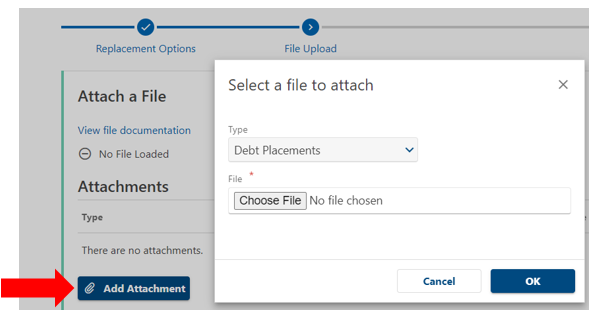 Replacement Options
File Upload
Attach a File
View file documentation
No File Loaded
Attachments
Type
There are no attachments.
Add Attachment
Select a file to attach
Type
Debt Placements
File *
Choose File No file chosen
Cancel
OK